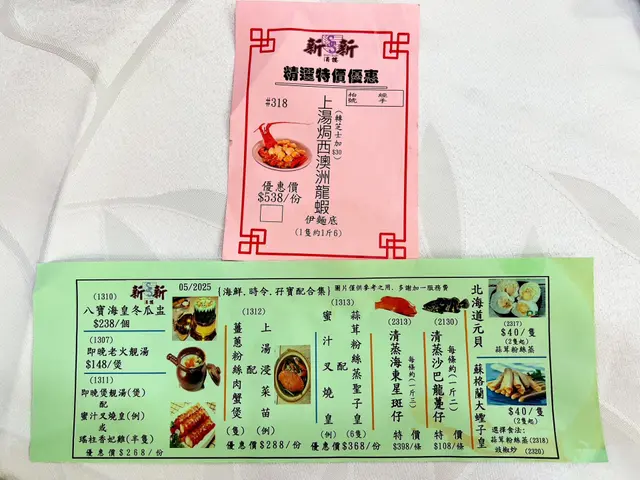 新新
酒樓
精選特價優惠
#318
枱號
經手
上湯焗西澳洲龍蝦
(轉芝士加$30)
優惠價
$538/份
伊麵底
(1隻約1斤6)
新新
酒樓
05/2025
{海鮮.時令.孖寶配合集}
圖片僅供參考之用,多謝加一服務費
(1310)
八寶海皇冬瓜盅
$238/個
(1307)
即晚老火靚湯
$148/煲
(1311)
即晚煲靚湯(煲)
配
蜜汁叉燒皇(例)
或
瑤柱香妃雞(半隻)
優惠價$268/份
(1312)
上湯浸菜苗(例)
配
薑蔥粉絲肉蟹煲(隻)
優惠價$288/份
(1313)
蒜茸粉絲蒸聖子皇(6隻)
配
蜜汁叉燒皇(例)
優惠價$368/份
(2313)
每條約(一斤三)
清蒸海東星斑仔
特價
$398/條
(2130)
每條約(一斤二)
清蒸沙巴龍躉仔
特價
$108/條
北海道元貝
(2317)
$40/隻
(2隻起)
蒜茸粉絲蒸
蘇格蘭大蟶子皇
$40/隻
(2隻起)
選擇食法:
蒜茸粉絲蒸(2318)
豉椒炒 (2320)